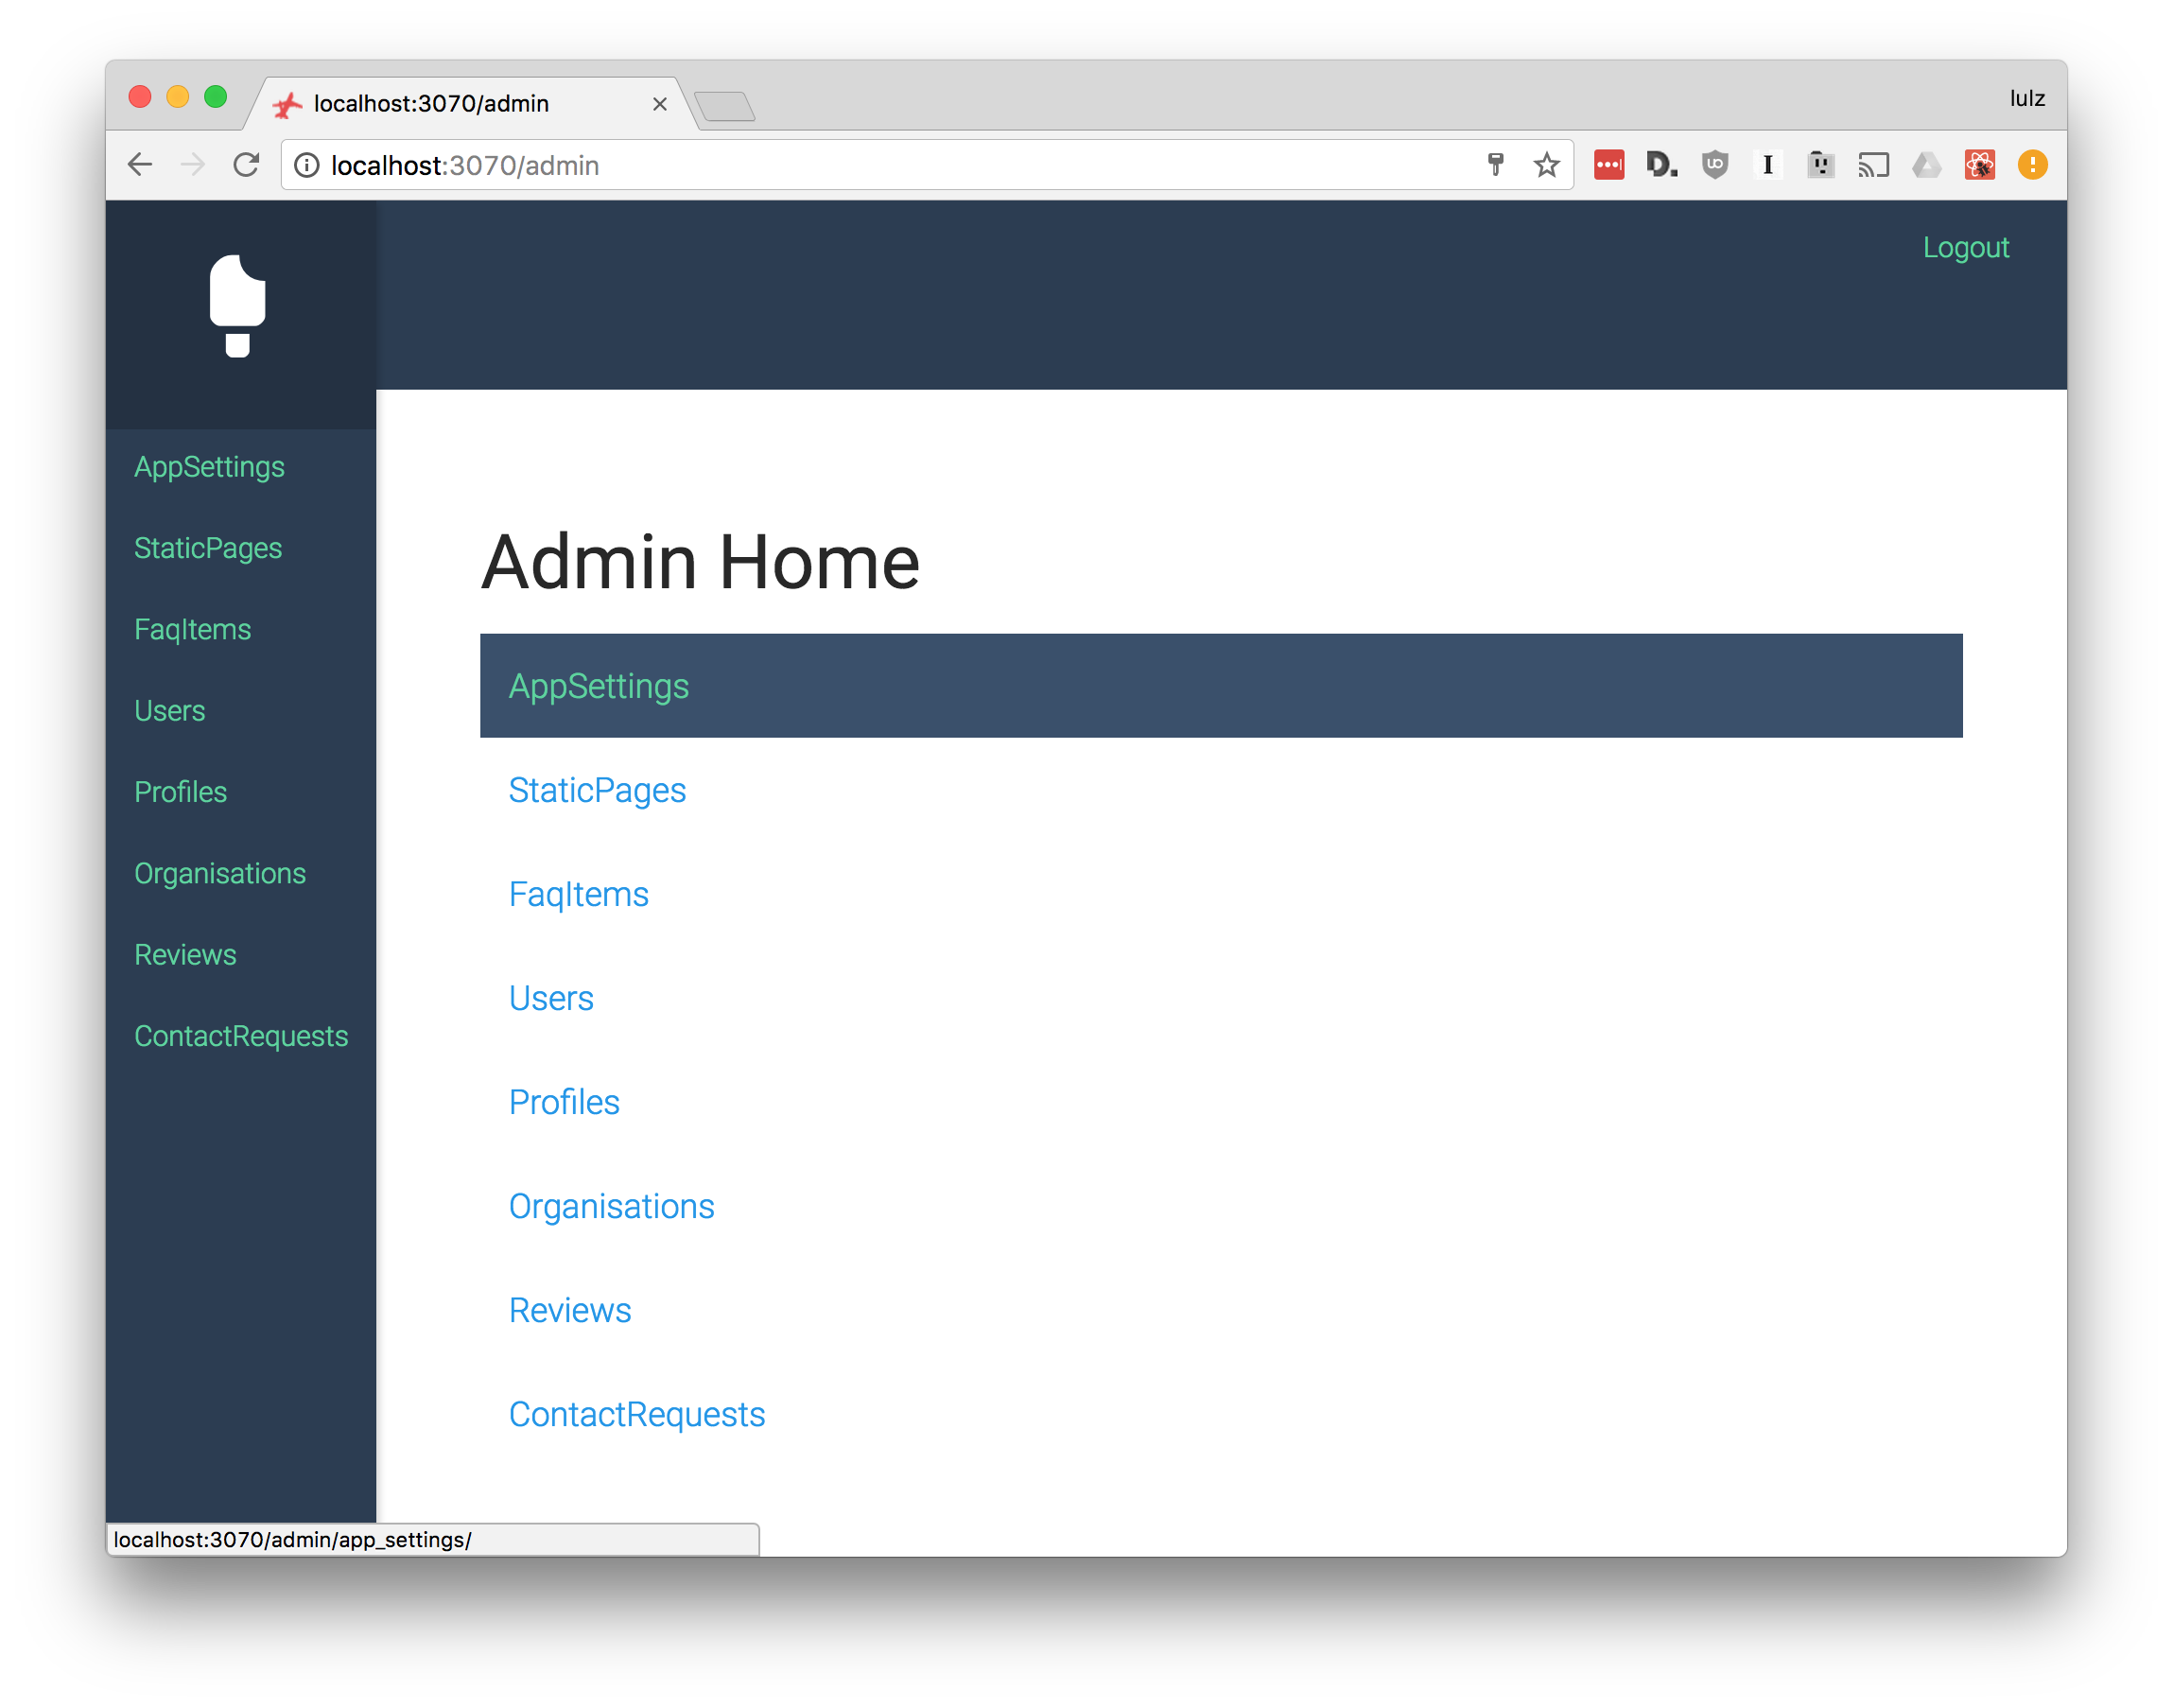 localhost:3070/admin
lulz
localhost:3070/admin
Logout
AppSettings
StaticPages
FaqItems
Users
Profiles
Organisations
Reviews
ContactRequests
Admin Home
AppSettings
StaticPages
FaqItems
Users
Profiles
Organisations
Reviews
ContactRequests
localhost:3070/admin/app_settings/